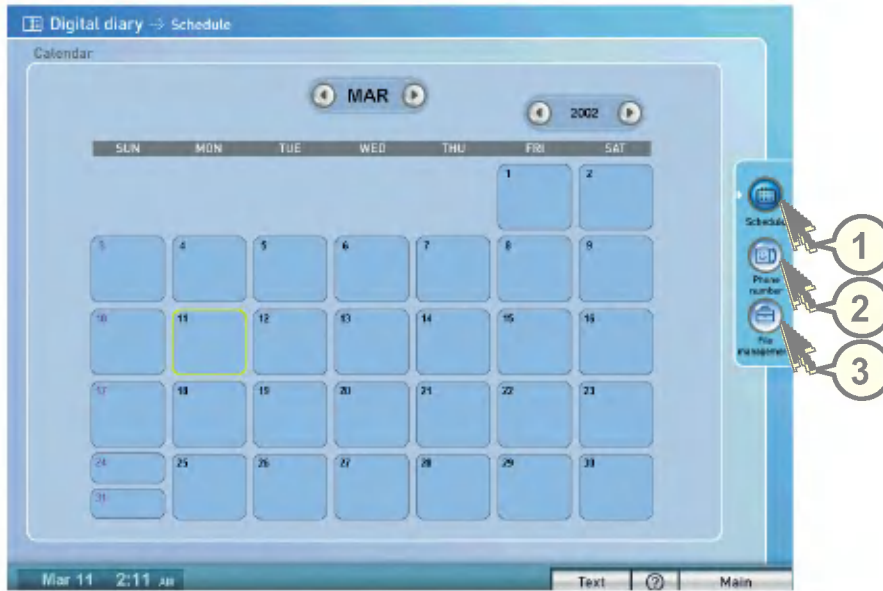 Digital diary → Schedule
Calendar
MAR
2002
SUN MON TUE WED THU FRI SAT
1 2
3 4 5 6 7 8 9
10 11 12 13 14 15 16
17 18 19 20 21 22 23
24 25 26 27 28 29 30
31
Schedule
1
Phone
number
2
File
management
3
Mar 11 2:11 AM
Text ? Main